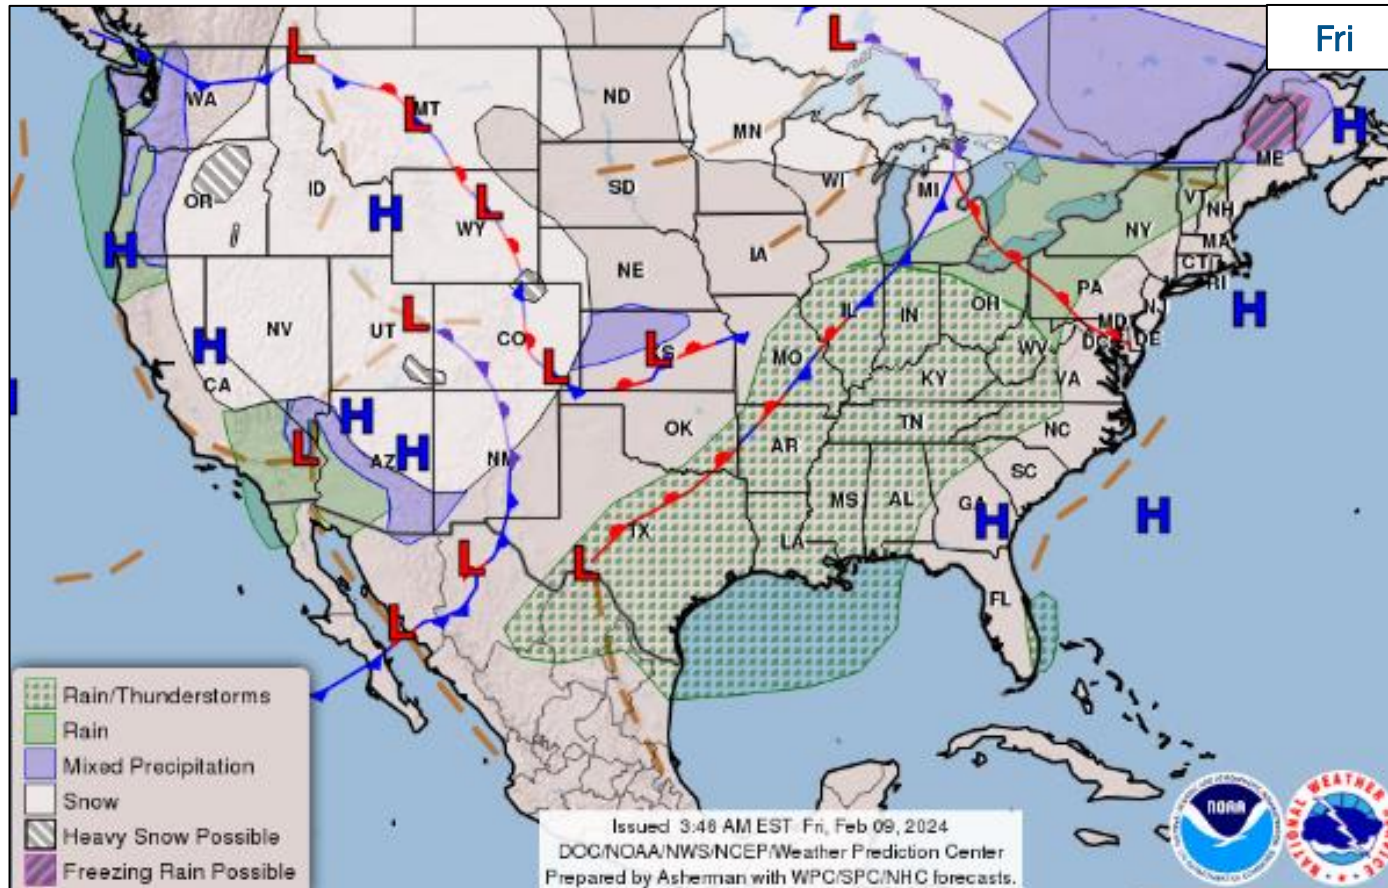 Fri
L
L
WA
MT
L
ND
MN
ME
H
OR
ID
H
WY
L
SD
WI
MI
VT
NH
NY
MA
CT
RI
H
NE
IA
PA
NJ
H
NV
UT
L
CO
IL
IN
OH
MD
DE
DC
H
CA
L
L
KS
MO
WV
VA
KY
H
L
AZ
H
NM
OK
AR
TN
NC
SC
MS
AL
GA
H
H
TX
LA
L
L
FL
L
H
Rain/Thunderstorms
Rain
Mixed Precipitation
Snow
Heavy Snow Possible
Freezing Rain Possible
Issued 3:46 AM EST Fri, Feb 09, 2024
DOC/NOAA/NWS/NCEP/Weather Prediction Center
Prepared by Asherman with WPC/SPC/NHC forecasts.
NOAA
NATIONAL WEATHER